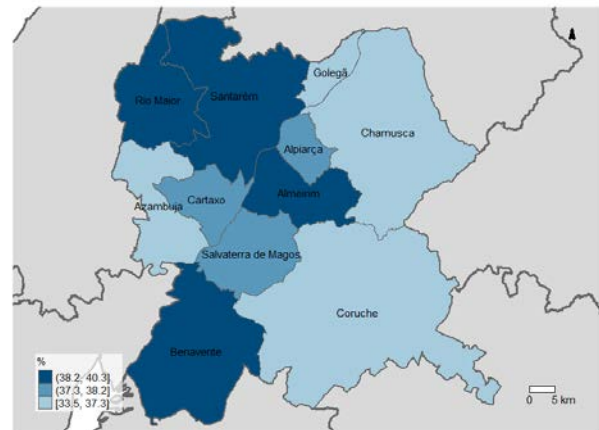 Golegã
Rio Maior
Santarém
Chamusca
Alpiarça
Almeirim
Azambuja
Cartaxo
Salvaterra de Magos
Coruche
Benavente
%
(38.2, 40.3]
(37.3, 38.2]
[33.5, 37.3]
0 5 km